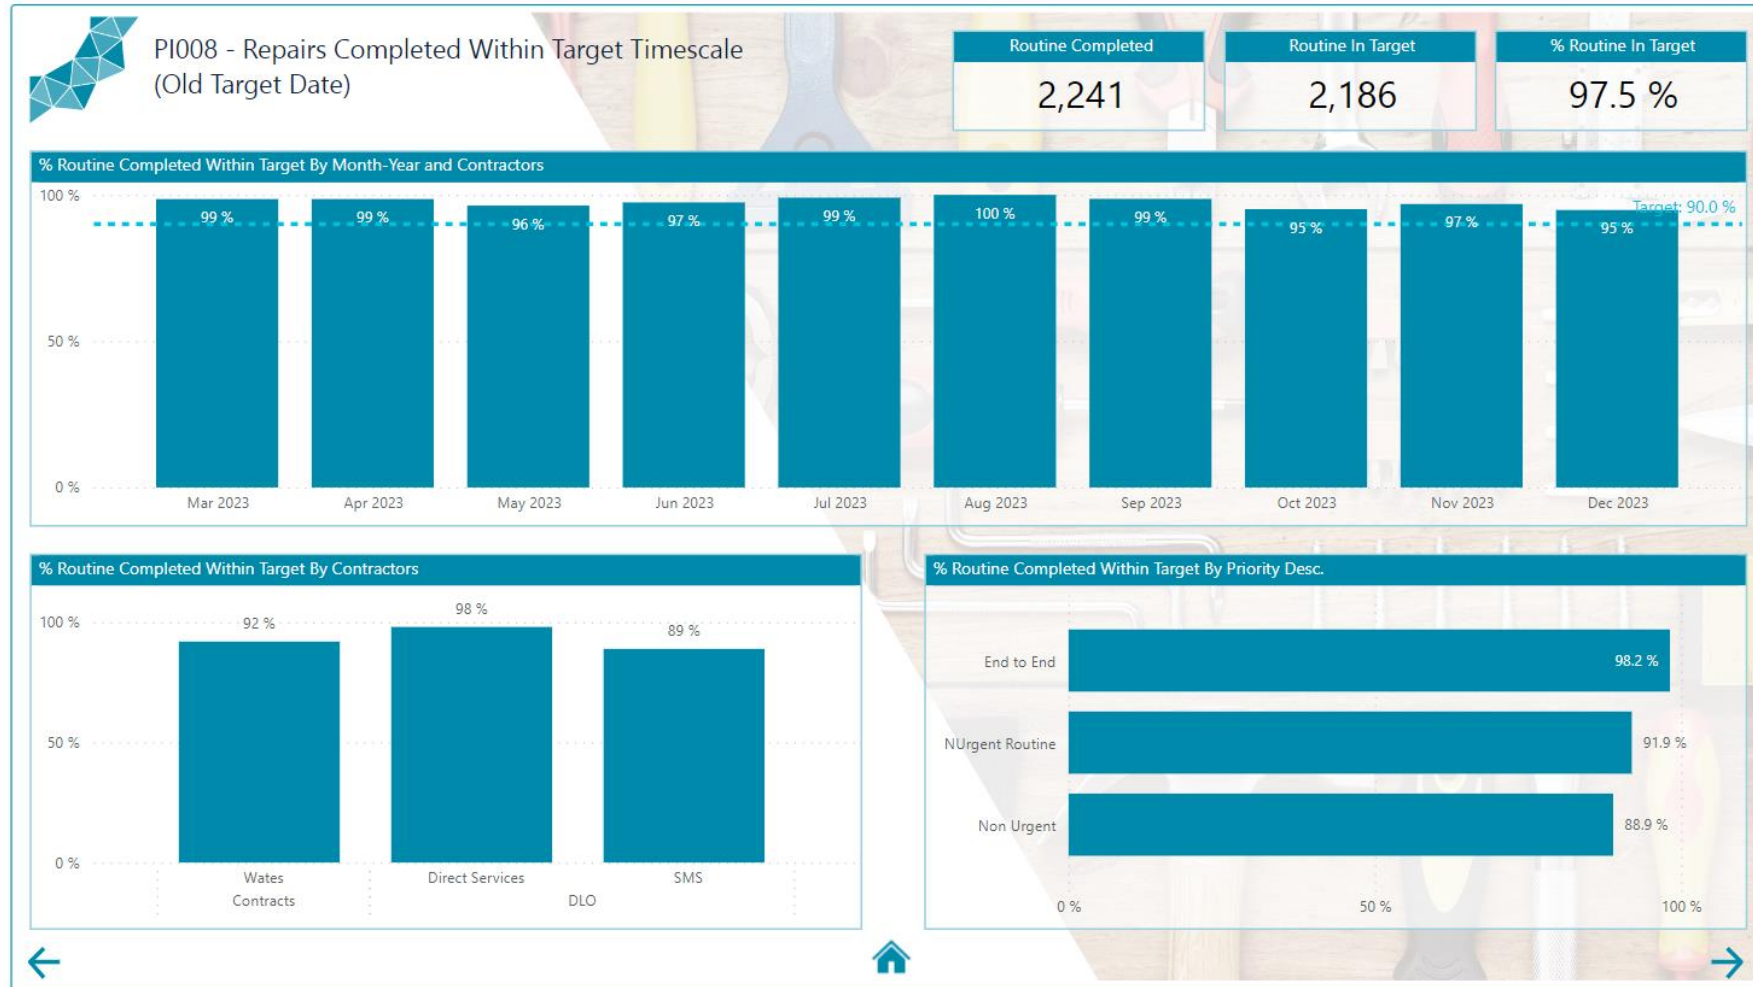 PI008 - Repairs Completed Within Target Timescale
(Old Target Date)
Routine Completed
2,241
Routine In Target
2,186
% Routine In Target
97.5 %
% Routine Completed Within Target By Month-Year and Contractors
100 %
50 %
0 %
Target: 90.0 %
99 %
99 %
96 %
97 %
99 %
100 %
99 %
95 %
97 %
95 %
Mar 2023
Apr 2023
May 2023
Jun 2023
Jul 2023
Aug 2023
Sep 2023
Oct 2023
Nov 2023
Dec 2023
% Routine Completed Within Target By Contractors
100 %
50 %
0 %
92 %
98 %
89 %
Wates
Direct Services
SMS
Contracts
DLO
% Routine Completed Within Target By Priority Desc.
End to End
98.2 %
NUrgent Routine
91.9 %
Non Urgent
88.9 %
0 %
50 %
100 %